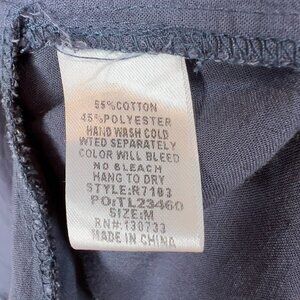 55%COTTON
45%POLYESTER
HAND WASH COLD
WTED SEPARATELY
COLOR WILL BLEED
NO BLEACH
HANG TO DRY
STYLE:R7183
PO:TL23460
SIZE:M
RN#:130733
MADE IN CHINA